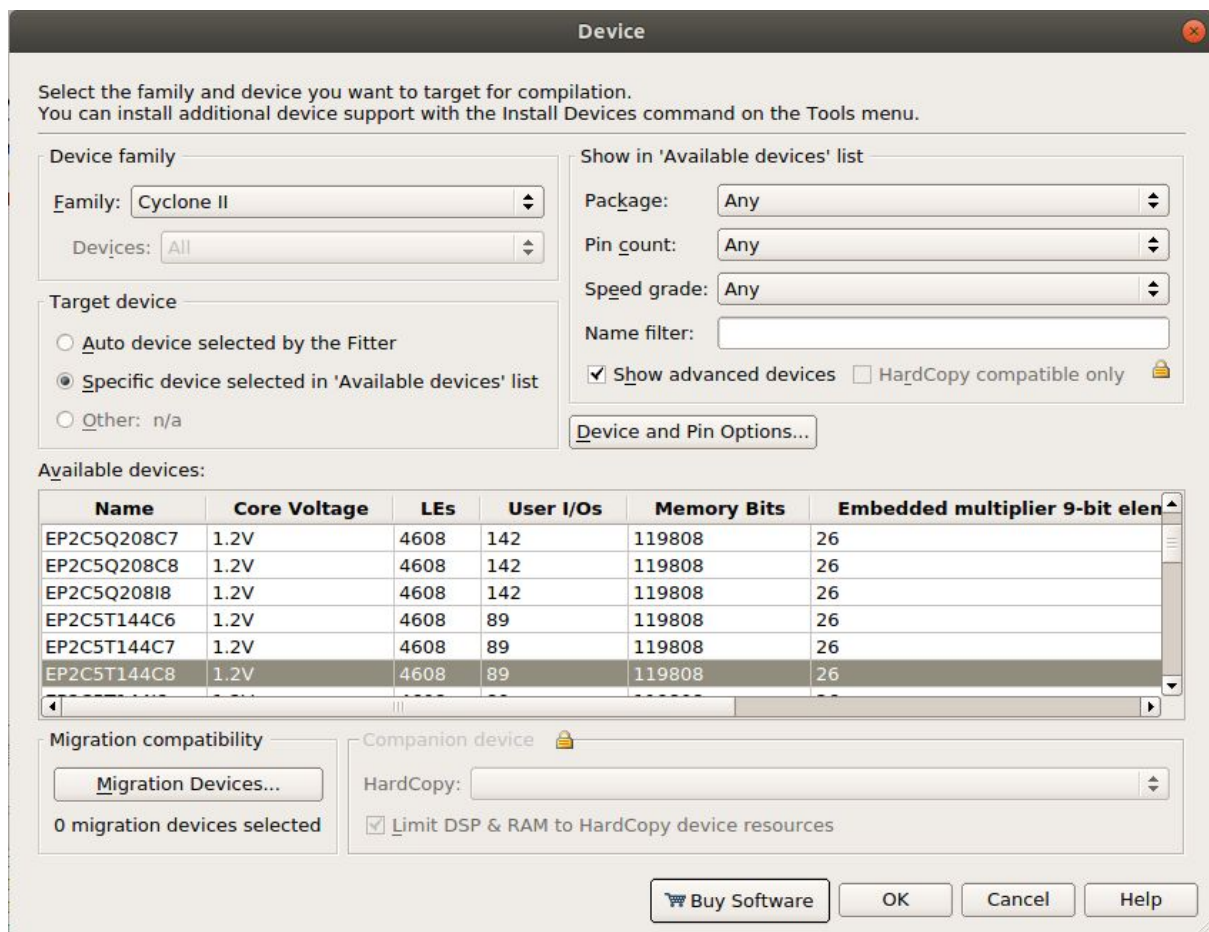 Device
Select the family and device you want to target for compilation.
You can install additional device support with the Install Devices command on the Tools menu.
Device family
Family: Cyclone II
Devices: All
Show in 'Available devices' list
Package: Any
Pin count: Any
Speed grade: Any
Name filter:
Show advanced devices HardCopy compatible only
Target device
Auto device selected by the Fitter
Specific device selected in 'Available devices' list
Other: n/a
Device and Pin Options...
Available devices:
Name Core Voltage LEs User I/Os Memory Bits Embedded multiplier 9-bit elem
EP2C5Q208C7 1.2V 4608 142 119808 26
EP2C5Q208C8 1.2V 4608 142 119808 26
EP2C5Q208I8 1.2V 4608 142 119808 26
EP2C5T144C6 1.2V 4608 89 119808 26
EP2C5T144C7 1.2V 4608 89 119808 26
EP2C5T144C8 1.2V 4608 89 119808 26
Migration compatibility
Migration Devices...
0 migration devices selected
Companion device
HardCopy:
Limit DSP & RAM to HardCopy device resources
Buy Software OK Cancel Help